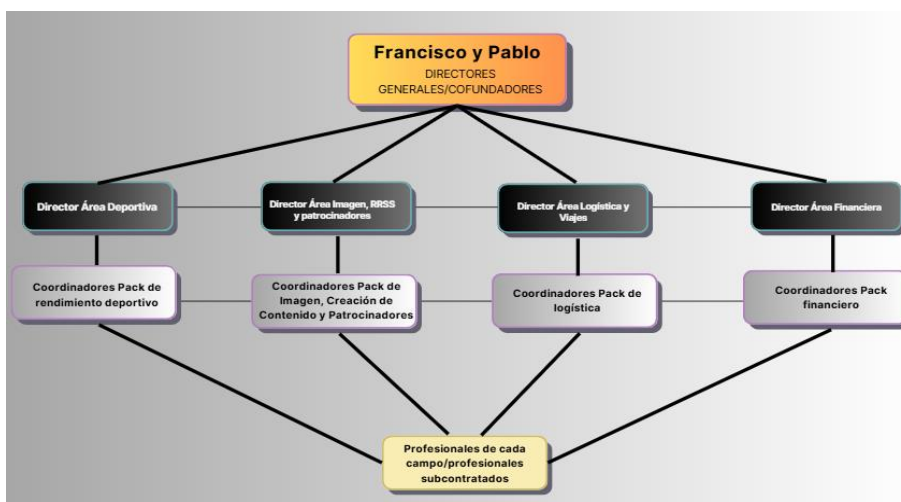 Francisco y Pablo
DIRECTORES
GENERALES/COFUNDADORES
Director Área Deportiva
Director Área Imagen, RRSS
y patrocinadores
Director Área Logística y
Viajes
Director Área Financiera
Coordinadores Pack de
rendimiento deportivo
Coordinadores Pack de
Imagen, Creación de
Contenido y Patrocinadores
Coordinadores Pack de
logística
Coordinadores Pack
financiero
Profesionales de cada
campo/profesionales
subcontratados